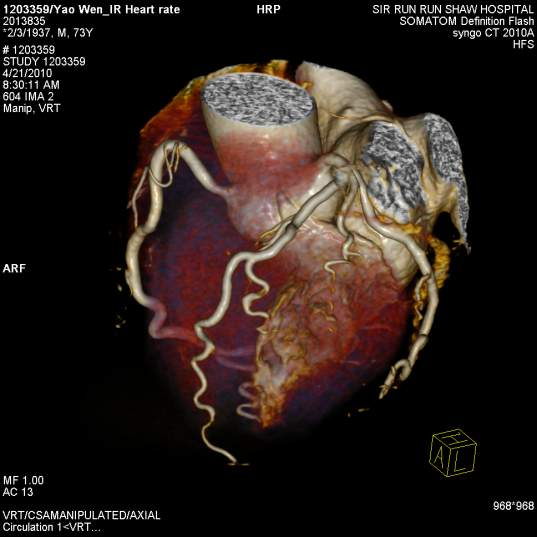 1203359/Yao Wen_IR Heart rate
2013835
*2/3/1937, M, 73Y
# 1203359
STUDY 1203359
4/21/2010
8:30:11 AM
604 IMA 2
Manip, VRT
HRP
SIR RUN RUN SHAW HOSPITAL
SOMATOM Definition Flash
syngo CT 2010A
HFS
ARF
A
L
H
MF 1.00
AC 13
VRT/CSAMANIPULATED/AXIAL
Circulation 1<VRT...
968*968